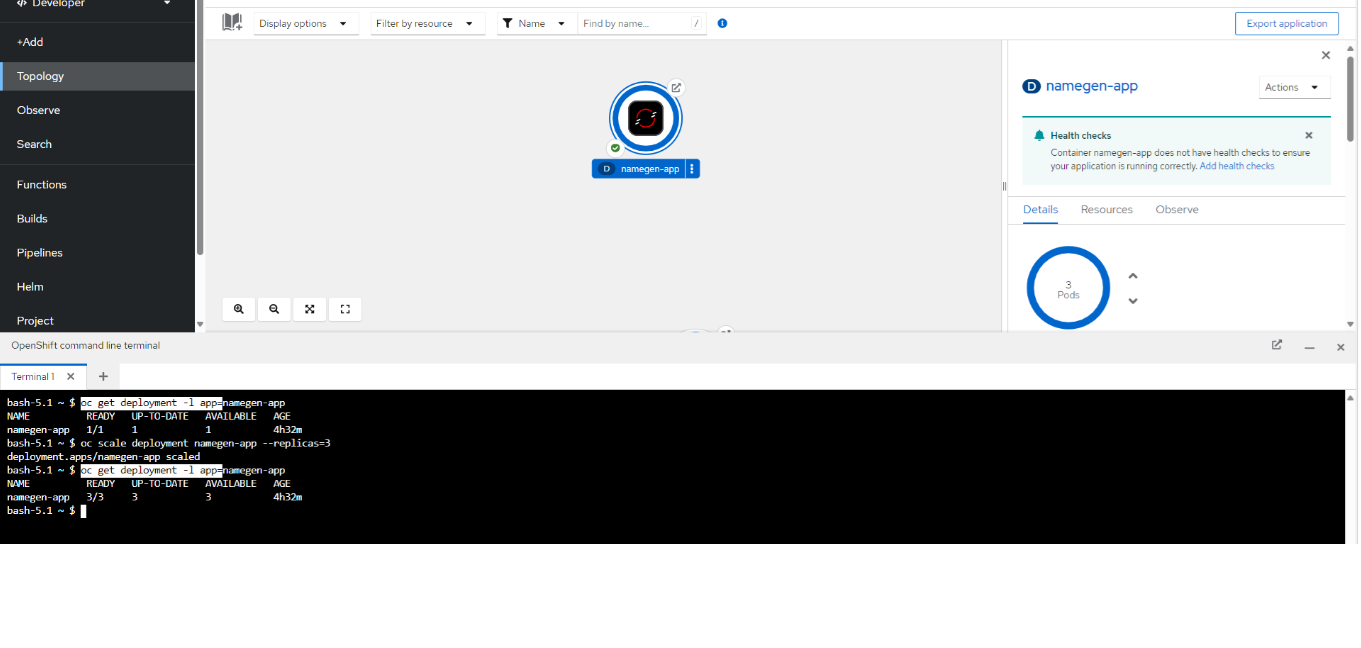 Developer
+Add
Topology
Observe
Search
Functions
Builds
Pipelines
Helm
Project
Display options
Filter by resource
Name
Find by name...
/
Export application
D namegen-app
D namegen-app
Actions
Health checks
Container namegen-app does not have health checks to ensure
your application is running correctly. Add health checks
Details Resources Observe
3
Pods
OpenShift command line terminal
Terminal 1
bash-5.1 ~ $ oc get deployment -l app=namegen-app
NAME READY UP-TO-DATE AVAILABLE AGE
namegen-app 1/1 1 1 4h32m
bash-5.1 ~ $ oc scale deployment namegen-app --replicas=3
deployment.apps/namegen-app scaled
bash-5.1 ~ $ oc get deployment -l app=namegen-app
NAME READY UP-TO-DATE AVAILABLE AGE
namegen-app 3/3 3 3 4h32m
bash-5.1 ~ $